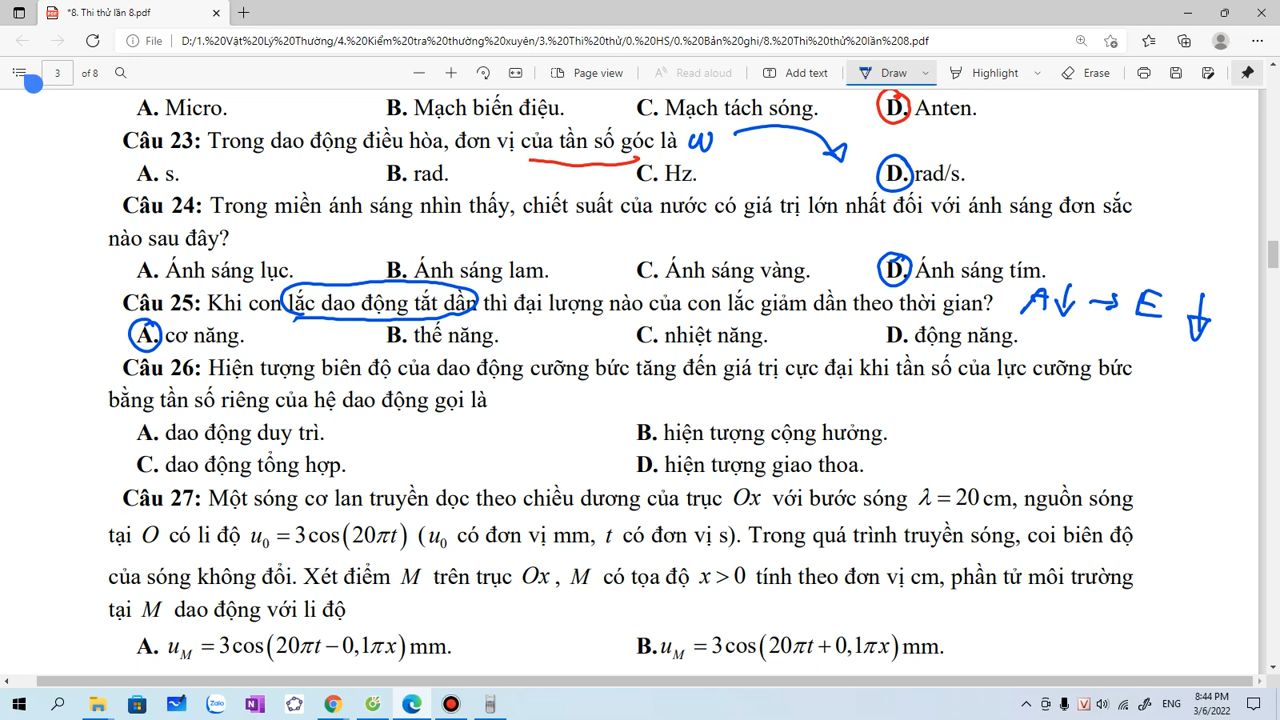 *8. Thi thử lần 8.pdf
File D:/1.%20Vật%20Lý%20Thường/4.%20Kiểm%20tra%20thường%20xuyên/3.%20Thi%20thử/0.%20HS/0.%20Bản%20ghi/8.%20Thi%20thử%20lần%208.pdf
3 of 8 Page view Read aloud Add text Draw Highlight Erase
A. Micro. B. Mạch biến điệu. C. Mạch tách sóng. D. Anten.
Câu 23: Trong dao động điều hòa, đơn vị của tần số góc là ω
A. s. B. rad. C. Hz. D. rad/s.
Câu 24: Trong miền ánh sáng nhìn thấy, chiết suất của nước có giá trị lớn nhất đối với ánh sáng đơn sắc
nào sau đây?
A. Ánh sáng lục. B. Ánh sáng lam. C. Ánh sáng vàng. D. Ánh sáng tím.
Câu 25: Khi con lắc dao động tắt dần thì đại lượng nào của con lắc giảm dần theo thời gian? A↓ → E ↓
A. cơ năng. B. thế năng. C. nhiệt năng. D. động năng.
Câu 26: Hiện tượng biên độ của dao động cưỡng bức tăng đến giá trị cực đại khi tần số của lực cưỡng bức
bằng tần số riêng của hệ dao động gọi là
A. dao động duy trì. B. hiện tượng cộng hưởng.
C. dao động tổng hợp. D. hiện tượng giao thoa.
Câu 27: Một sóng cơ lan truyền dọc theo chiều dương của trục Ox với bước sóng λ = 20 cm, nguồn sóng
tại O có li độ u₀ = 3cos(20πt) (u₀ có đơn vị mm, t có đơn vị s). Trong quá trình truyền sóng, coi biên độ
của sóng không đổi. Xét điểm M trên trục Ox, M có tọa độ x > 0 tính theo đơn vị cm, phần tử môi trường
tại M dao động với li độ
A. u_M = 3cos(20πt − 0,1πx) mm. B. u_M = 3cos(20πt + 0,1πx) mm.
Zalo ENG 8:44 PM
3/6/2022